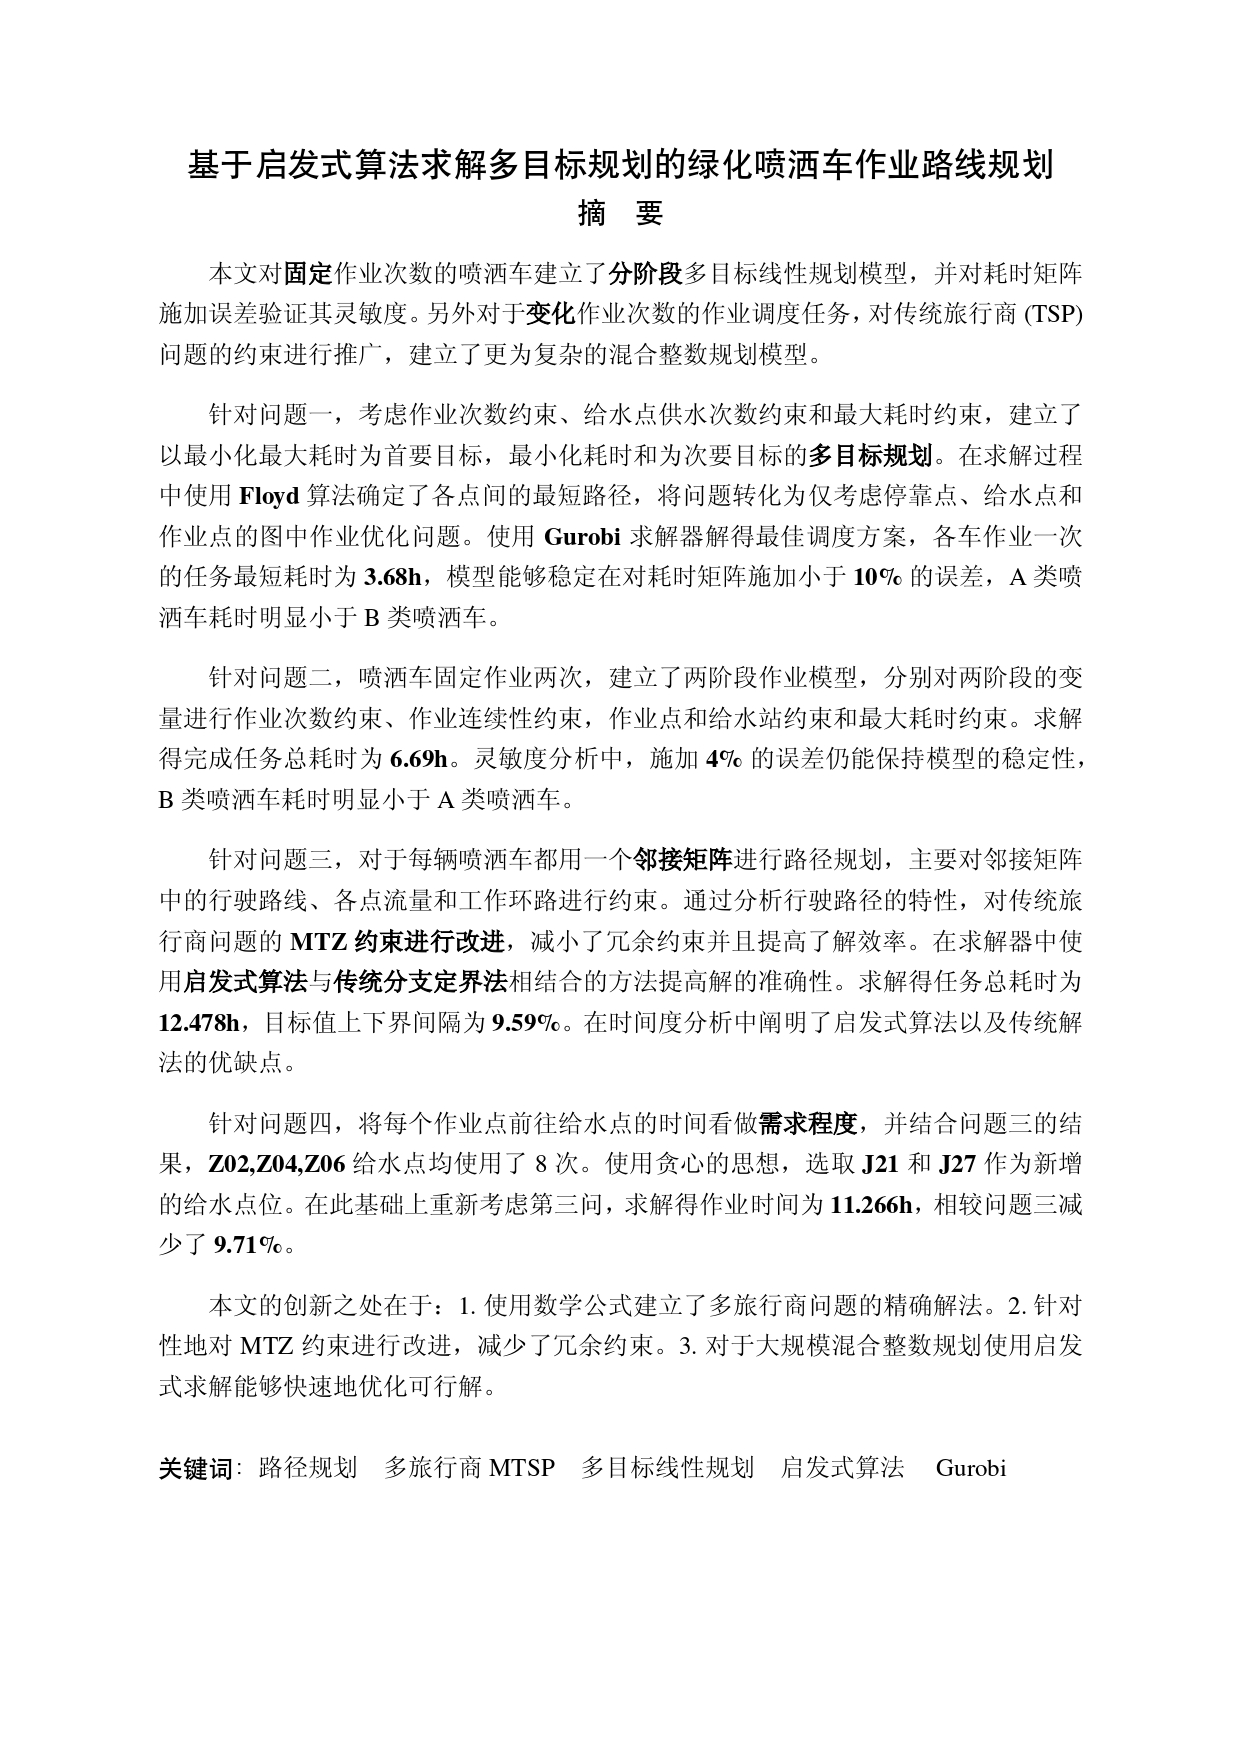 基于启发式算法求解多目标规划的绿化喷洒车作业路线规划
摘 要
本文对固定作业次数的喷洒车建立了分阶段多目标线性规划模型，并对耗时矩阵
施加误差验证其灵敏度。另外对于变化作业次数的作业调度任务，对传统旅行商 (TSP)
问题的约束进行推广，建立了更为复杂的混合整数规划模型。
针对问题一，考虑作业次数约束、给水点供水次数约束和最大耗时约束，建立了
以最小化最大耗时为首要目标，最小化耗时和为次要目标的多目标规划。在求解过程
中使用 Floyd 算法确定了各点间的最短路径，将问题转化为仅考虑停靠点、给水点和
作业点的图中作业优化问题。使用 Gurobi 求解器解得最佳调度方案，各车作业一次
的任务最短耗时为 3.68h，模型能够稳定在对耗时矩阵施加小于 10% 的误差，A 类喷
洒车耗时明显小于 B 类喷洒车。
针对问题二，喷洒车固定作业两次，建立了两阶段作业模型，分别对两阶段的变
量进行作业次数约束、作业连续性约束，作业点和给水站约束和最大耗时约束。求解
得完成任务总耗时为 6.69h。灵敏度分析中，施加 4% 的误差仍能保持模型的稳定性，
B 类喷洒车耗时明显小于 A 类喷洒车。
针对问题三，对于每辆喷洒车都用一个邻接矩阵进行路径规划，主要对邻接矩阵
中的行驶路线、各点流量和工作环路进行约束。通过分析行驶路径的特性，对传统旅
行商问题的 MTZ 约束进行改进，减小了冗余约束并且提高了解效率。在求解器中使
用启发式算法与传统分支定界法相结合的方法提高解的准确性。求解得任务总耗时为
12.478h，目标值上下界间隔为 9.59%。在时间度分析中阐明了启发式算法以及传统解
法的优缺点。
针对问题四，将每个作业点前往给水点的时间看做需求程度，并结合问题三的结
果，Z02,Z04,Z06 给水点均使用了 8 次。使用贪心的思想，选取 J21 和 J27 作为新增
的给水点位。在此基础上重新考虑第三问，求解得作业时间为 11.266h，相较问题三减
少了 9.71%。
本文的创新之处在于：1. 使用数学公式建立了多旅行商问题的精确解法。2. 针对
性地对 MTZ 约束进行改进，减少了冗余约束。3. 对于大规模混合整数规划使用启发
式求解能够快速地优化可行解。
关键词：路径规划 多旅行商 MTSP 多目标线性规划 启发式算法 Gurobi